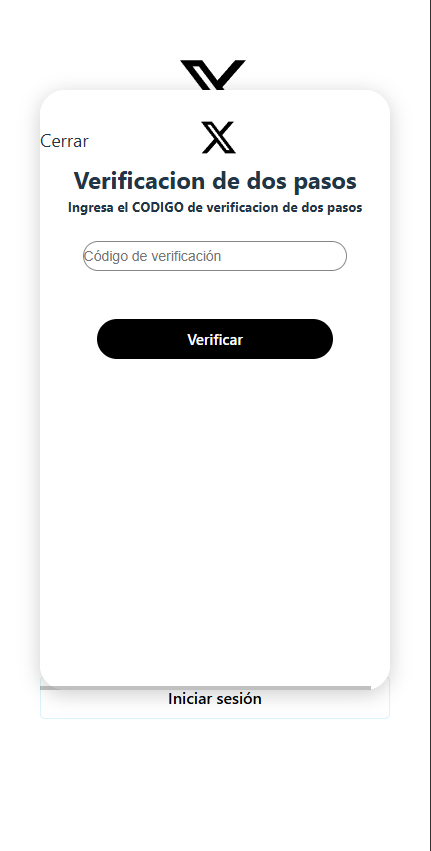 Cerrar
Verificacion de dos pasos
Ingresa el CODIGO de verificacion de dos pasos
Código de verificación
Verificar
Iniciar sesión